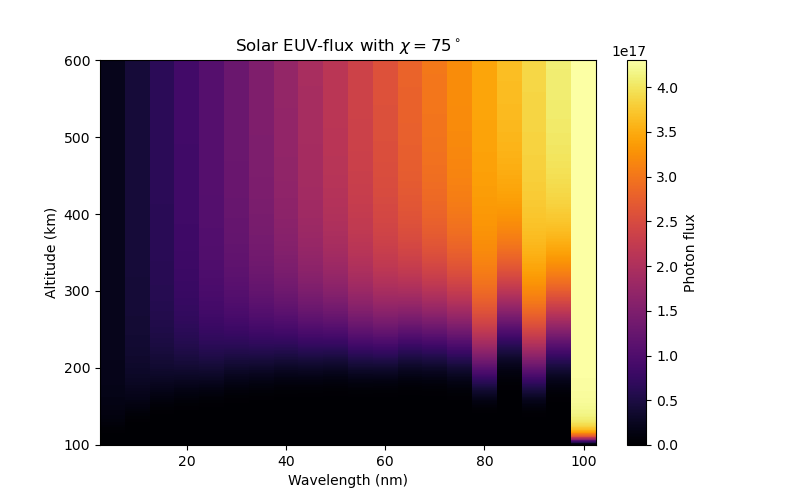 Solar EUV-flux with χ = 75°
1e17
600
500
400
300
200
100
Altitude (km)
20 40 60 80 100
Wavelength (nm)
4.0
3.5
3.0
2.5
2.0
1.5
1.0
0.5
0.0
Photon flux